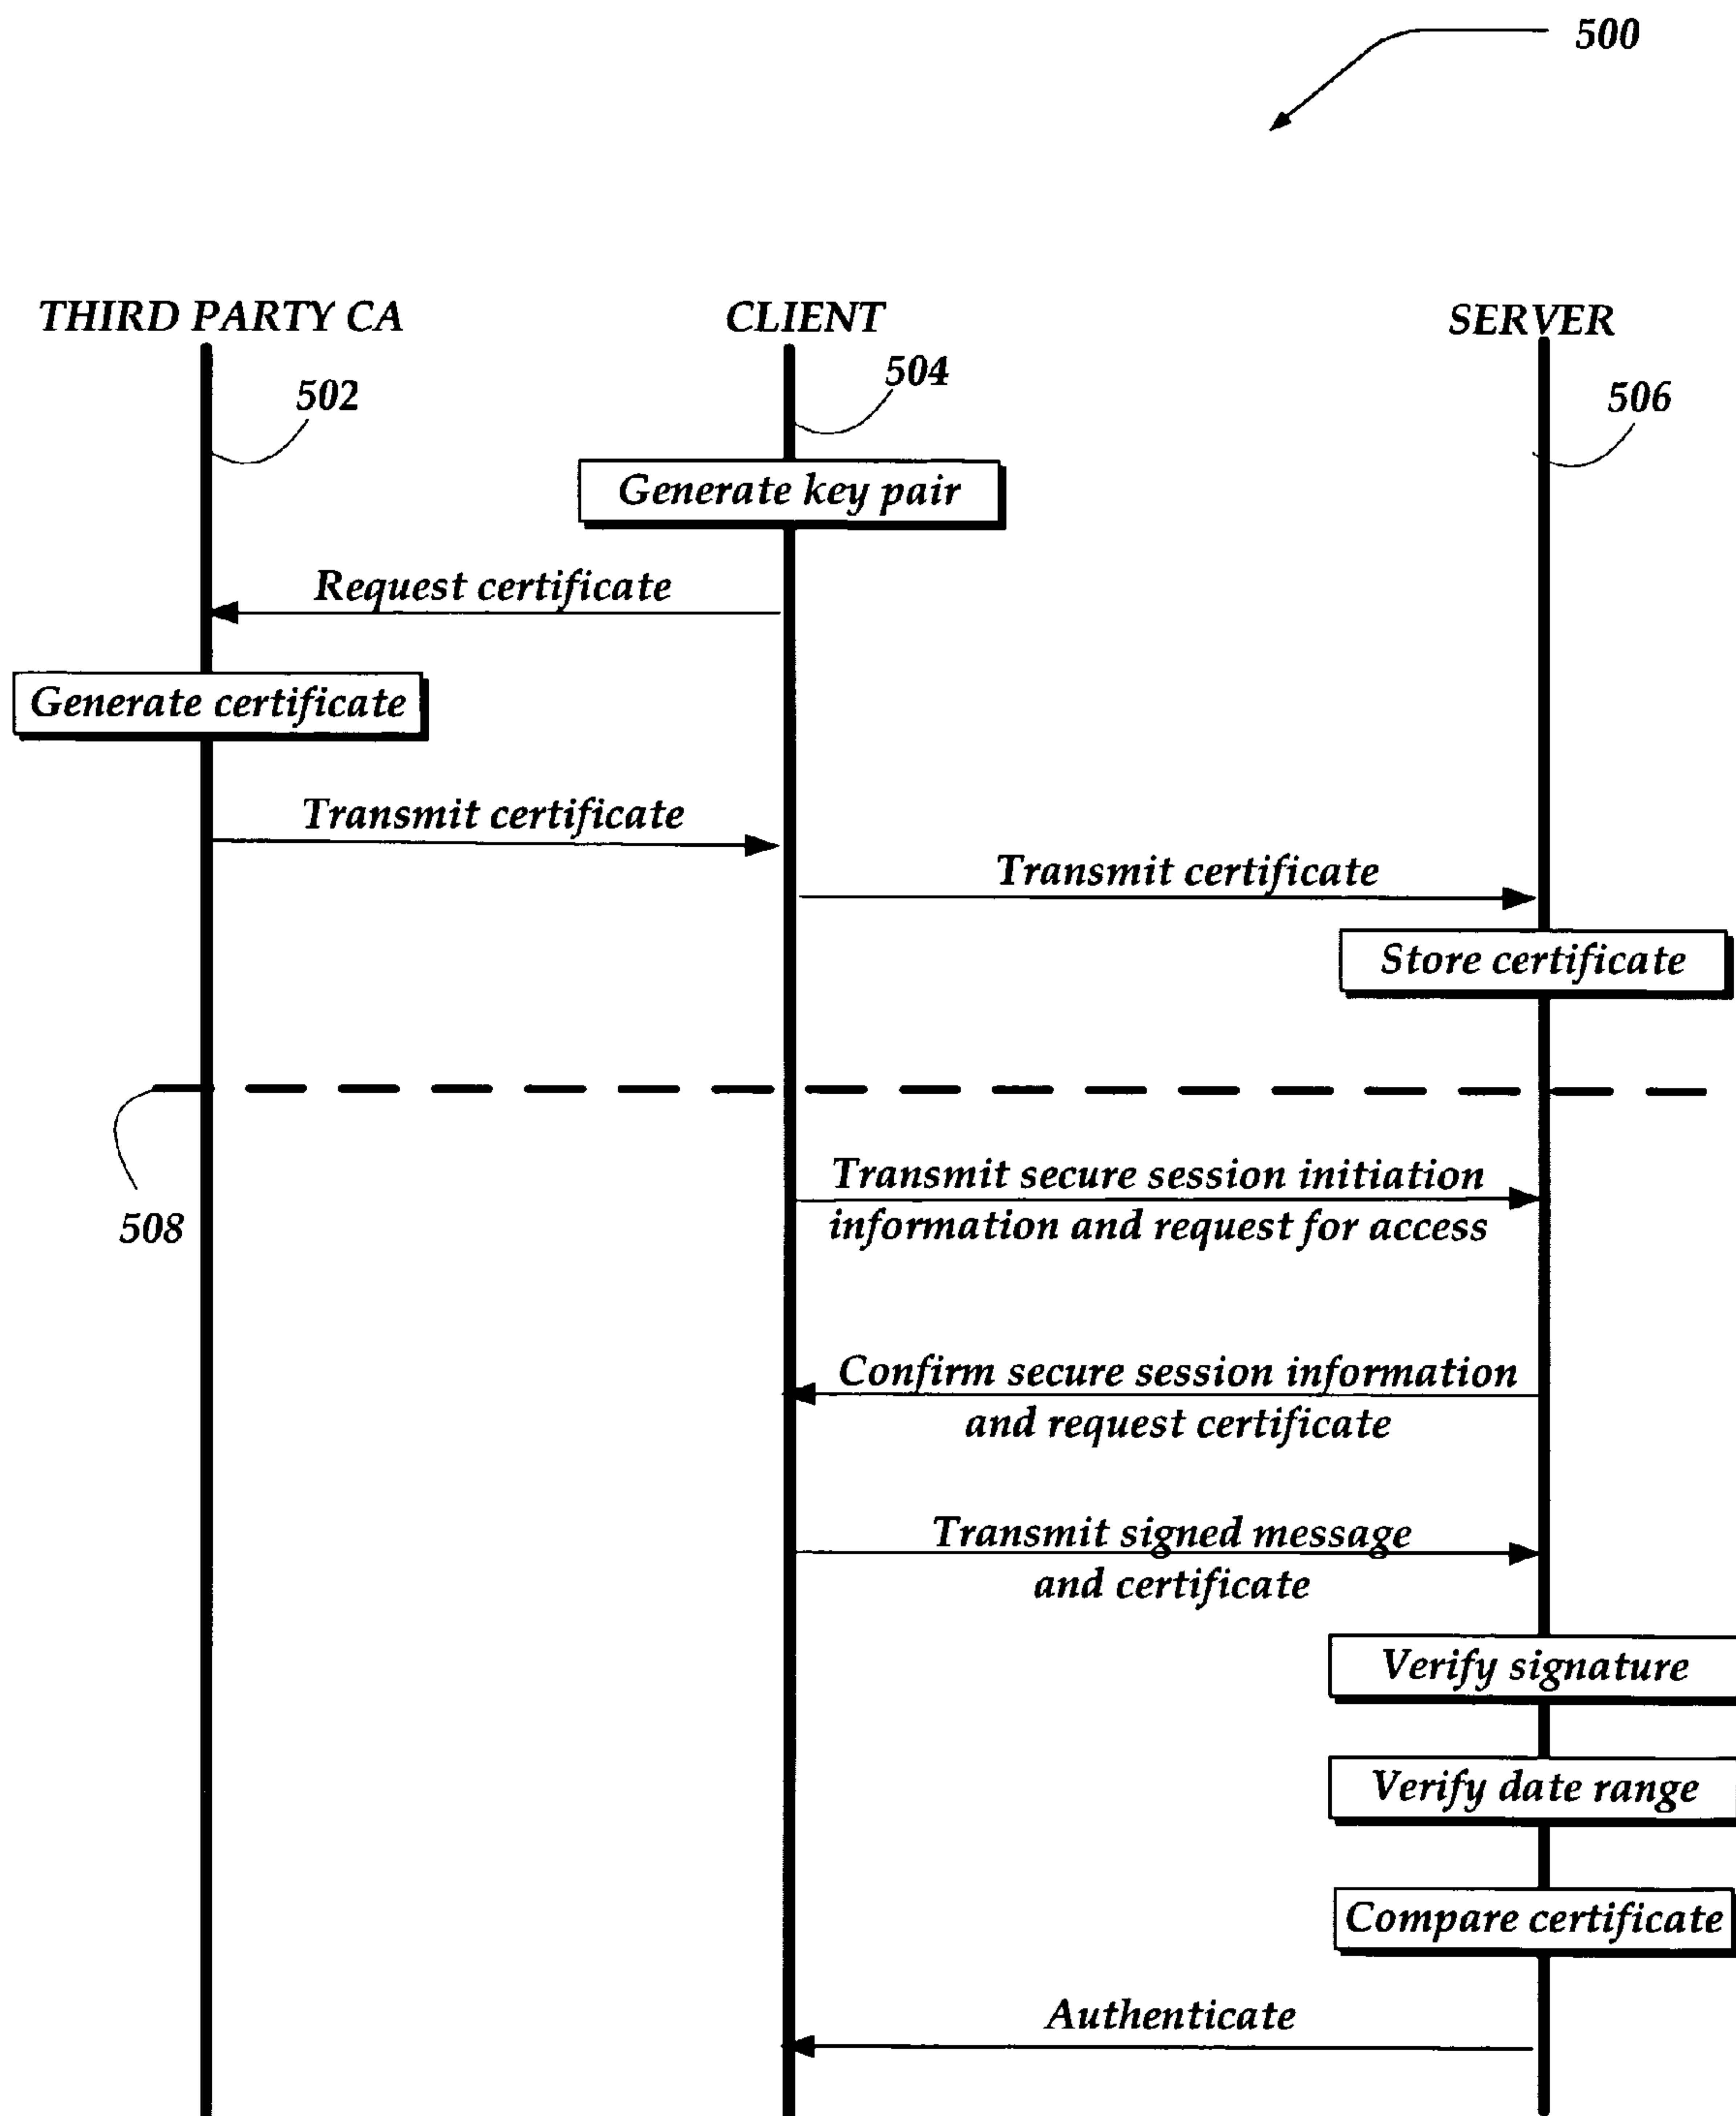 500
THIRD PARTY CA
CLIENT
SERVER
502
504
506
Generate key pair
Request certificate
Generate certificate
Transmit certificate
Transmit certificate
Store certificate
508
Transmit secure session initiation
information and request for access
Confirm secure session information
and request certificate
Transmit signed message
and certificate
Verify signature
Verify date range
Compare certificate
Authenticate